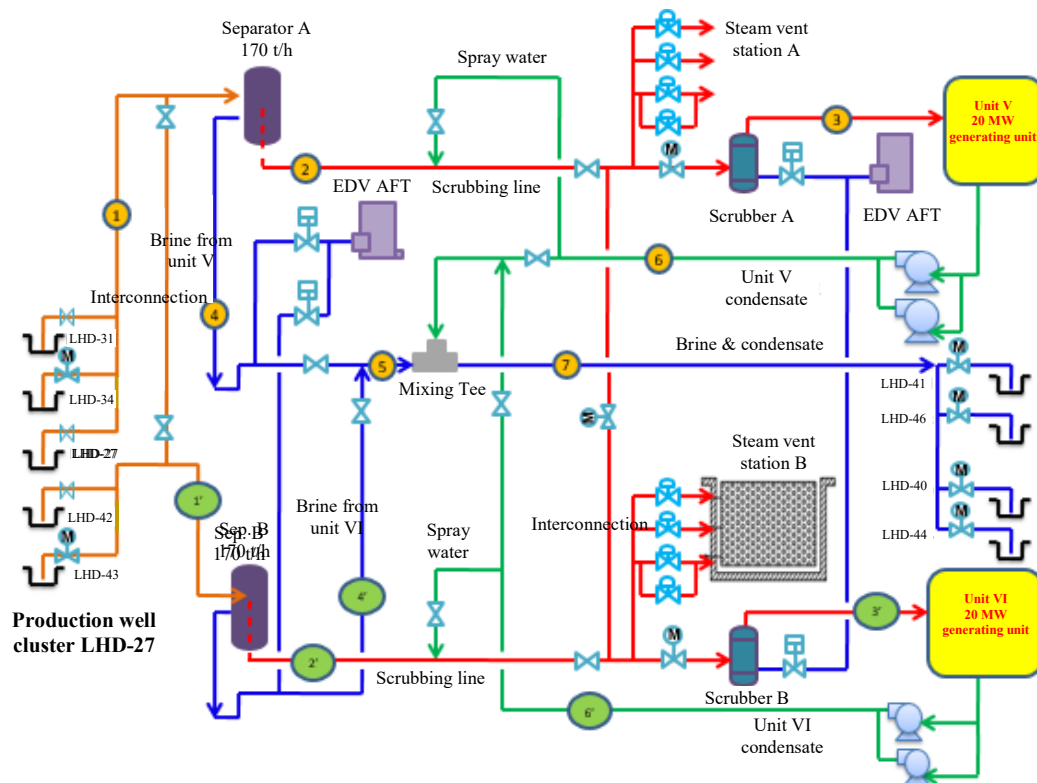 Separator A
170 t/h
Spray water
Steam vent
station A
Unit V
20 MW
generating unit
3
M
2
Scrubbing line
EDV AFT
Scrubber A
EDV AFT
1
Brine from
unit V
6
Unit V
condensate
Interconnection
4
LHD-31
M
LHD-34
5
Mixing Tee
7
Brine & condensate
M
LHD-41
LHD-46
M
LHD-27
Steam vent
station B
M
LHD-40
1'
Brine from
unit VI
Interconnection
M
LHD-44
LHD-42
M
LHD-43
Sep. B
170 t/h
Spray
water
Production well
cluster LHD-27
4'
3'
Unit VI
20 MW
generating unit
M
2'
Scrubbing line
Scrubber B
6'
Unit VI
condensate